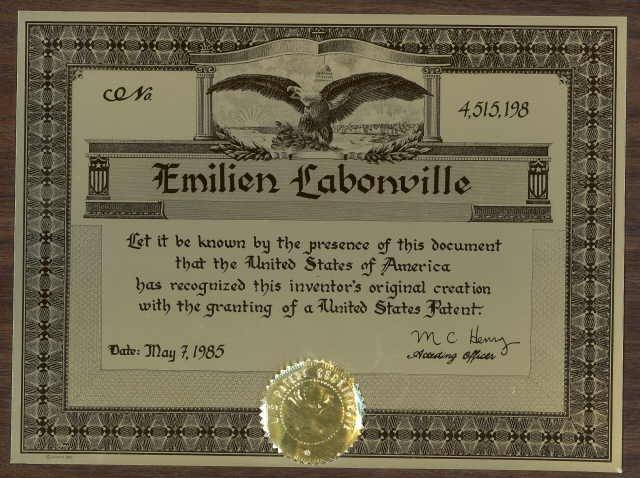 No.
4,515,198
Emilien Labonville
Let it be known by the presence of this document
that the United States of America
has recognized this inventor's original creation
with the granting of a United States Patent.
Date: May 7, 1985
M C Henry
Attesting Officer